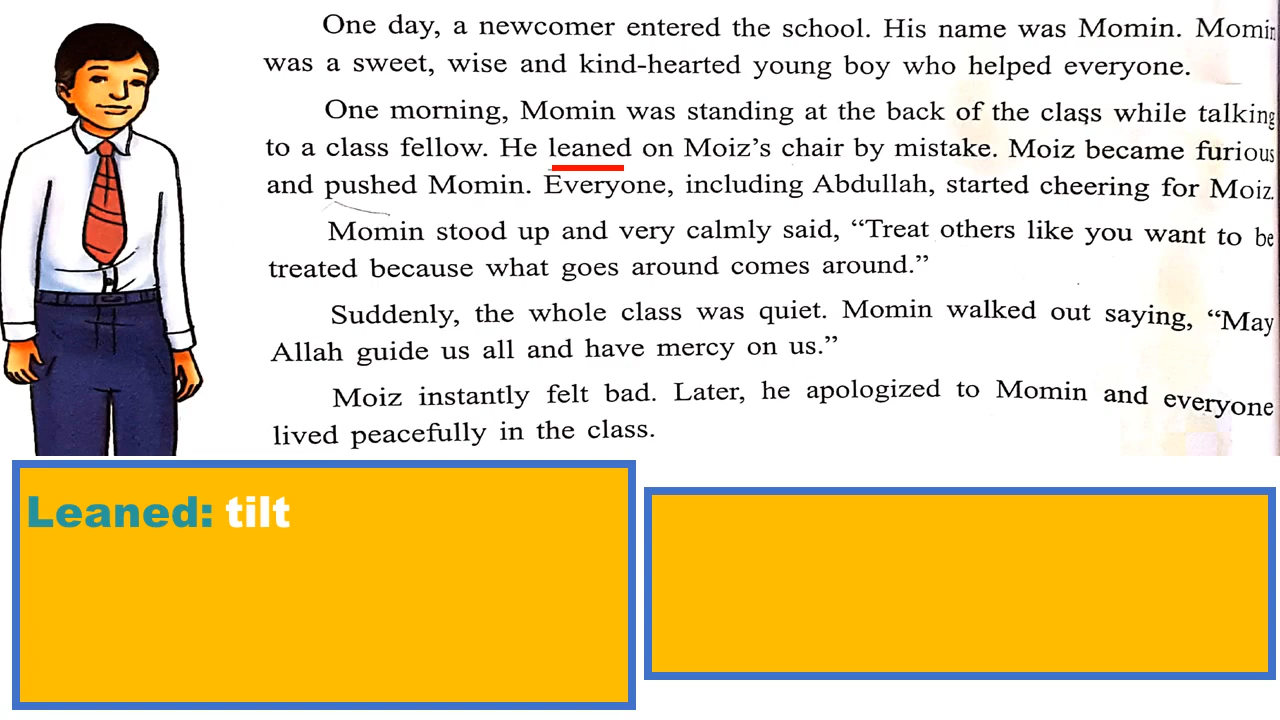 One day, a newcomer entered the school. His name was Momin. Momin
was a sweet, wise and kind-hearted young boy who helped everyone.
One morning, Momin was standing at the back of the class while talking
to a class fellow. He leaned on Moiz's chair by mistake. Moiz became furious
and pushed Momin. Everyone, including Abdullah, started cheering for Moiz.
Momin stood up and very calmly said, “Treat others like you want to be
treated because what goes around comes around.”
Suddenly, the whole class was quiet. Momin walked out saying, “May
Allah guide us all and have mercy on us.”
Moiz instantly felt bad. Later, he apologized to Momin and everyone
lived peacefully in the class.
Leaned: tilt